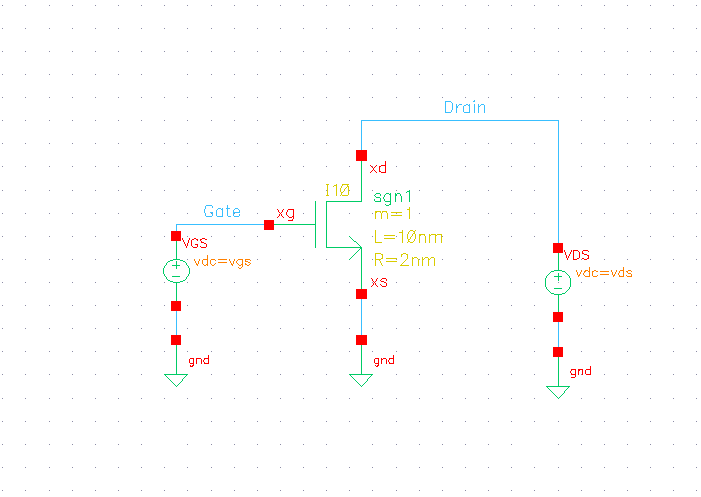 Drain
xd
I10
sgn1
m=1
L=10nm
R=2nm
Gate
xg
VGS
vdc=vgs
xs
VDS
vdc=vds
gnd
gnd
gnd